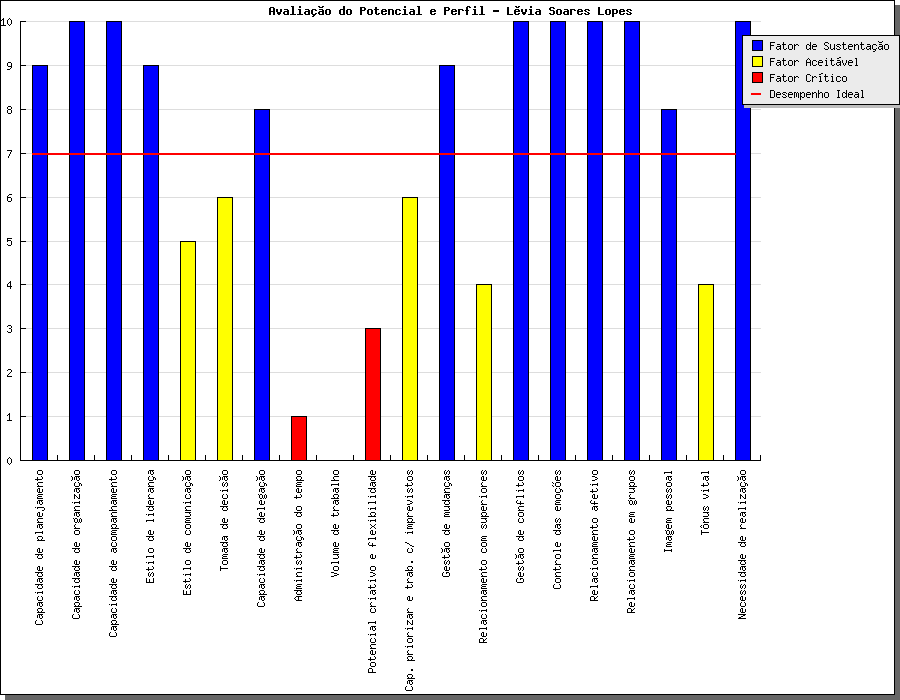 Avaliação do Potencial e Perfil - Lêvia Soares Lopes
10
9
8
7
6
5
4
3
2
1
0
Fator de Sustentação
Fator Aceitável
Fator Crítico
Desempenho Ideal
Capacidade de planejamento
Capacidade de organização
Capacidade de acompanhamento
Estilo de liderança
Estilo de comunicação
Tomada de decisão
Capacidade de delegação
Administração do tempo
Volume de trabalho
Potencial criativo e flexibilidade
Cap. priorizar e trab. c/ imprevistos
Gestão de mudanças
Relacionamento com superiores
Gestão de conflitos
Controle das emoções
Relacionamento afetivo
Relacionamento em grupos
Imagem pessoal
Tônus vital
Necessidade de realização